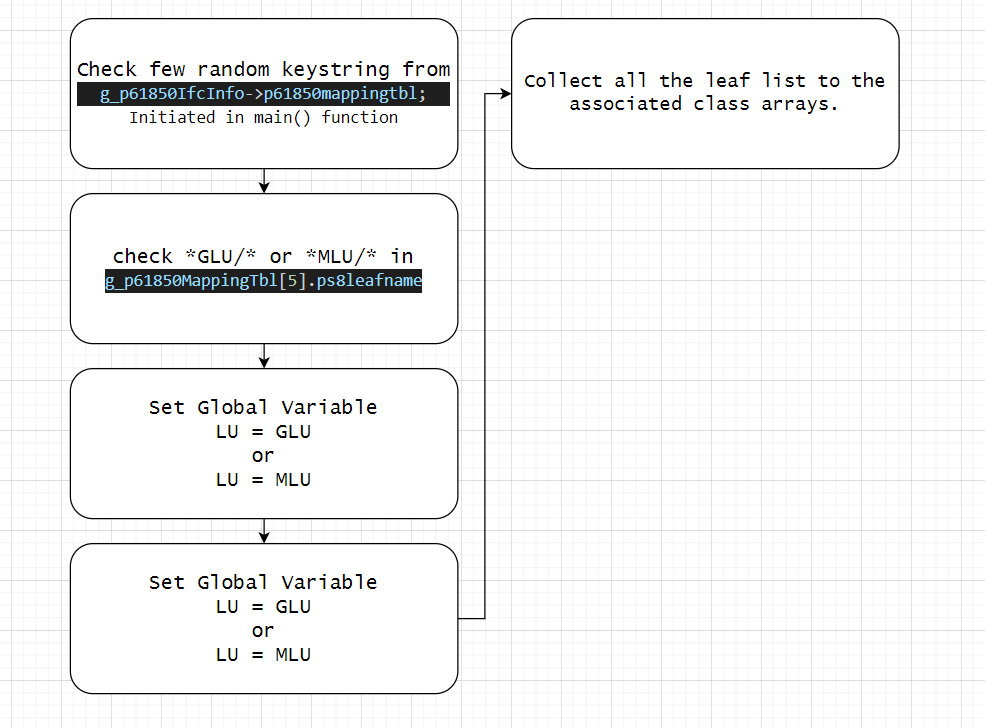 Check few random keystring from
g_p61850IfcInfo->p61850mappingtbl;
Initiated in main() function
check *GLU/* or *MLU/* in
g_p61850MappingTbl[5].ps8leafname
Set Global Variable
LU = GLU
or
LU = MLU
Set Global Variable
LU = GLU
or
LU = MLU
Collect all the leaf list to the
associated class arrays.